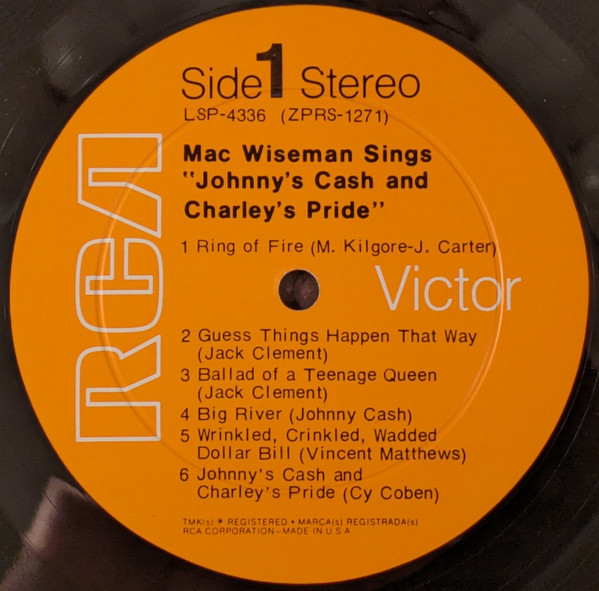 Side 1 Stereo
LSP-4336 (ZPRS-1271)
Mac Wiseman Sings
"Johnny's Cash and
Charley's Pride"
1 Ring of Fire (M. Kilgore-J. Carter)
RCA
Victor
2 Guess Things Happen That Way
(Jack Clement)
3 Ballad of a Teenage Queen
(Jack Clement)
4 Big River (Johnny Cash)
5 Wrinkled, Crinkled, Wadded
Dollar Bill (Vincent Matthews)
6 Johnny's Cash and
Charley's Pride (Cy Coben)
TMK(s) ® REGISTERED • MARCA(s) REGISTRADA(s)
RCA CORPORATION—MADE IN U S A